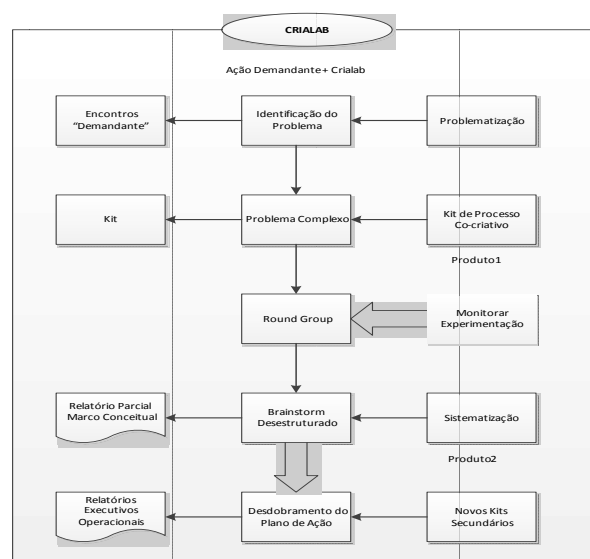 CRIALAB
Ação Demandante + Crialab
Encontros
“Demandante”
Identificação do
Problema
Problematização
Kit
Problema Complexo
Kit de Processo
Co-criativo
Produto1
Round Group
Monitorar
Experimentação
Relatório Parcial
Marco Conceitual
Brainstorm
Desestruturado
Sistematização
Produto2
Relatórios
Executivos
Operacionais
Desdobramento do
Plano de Ação
Novos Kits
Secundários